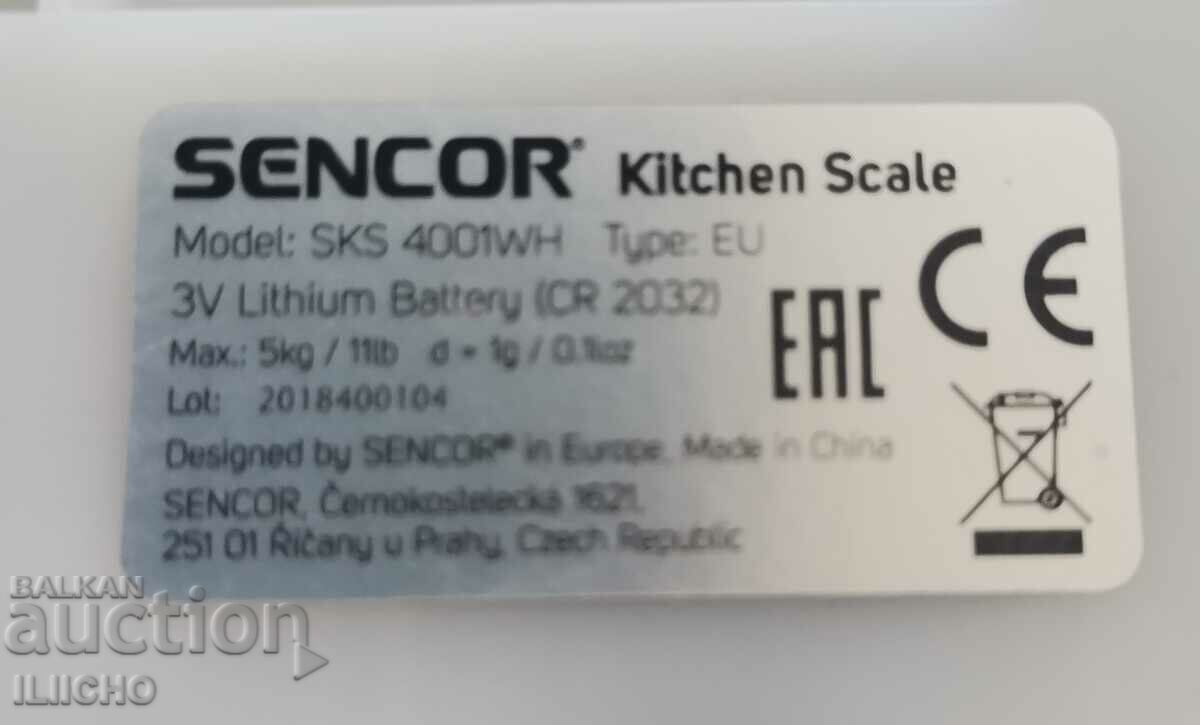 SENCOR® Kitchen Scale
Model: SKS 4001WH Type: EU
3V Lithium Battery (CR 2032)
Max.: 5kg / 11lb d = 1g / 0.1oz
Lot: 2018400104
Designed by SENCOR® in Europe, Made in China
SENCOR, Černokostelecká 1621,
251 01 Říčany u Prahy, Czech Republic
EAC
CE
BALKAN
auction
ILIICHO